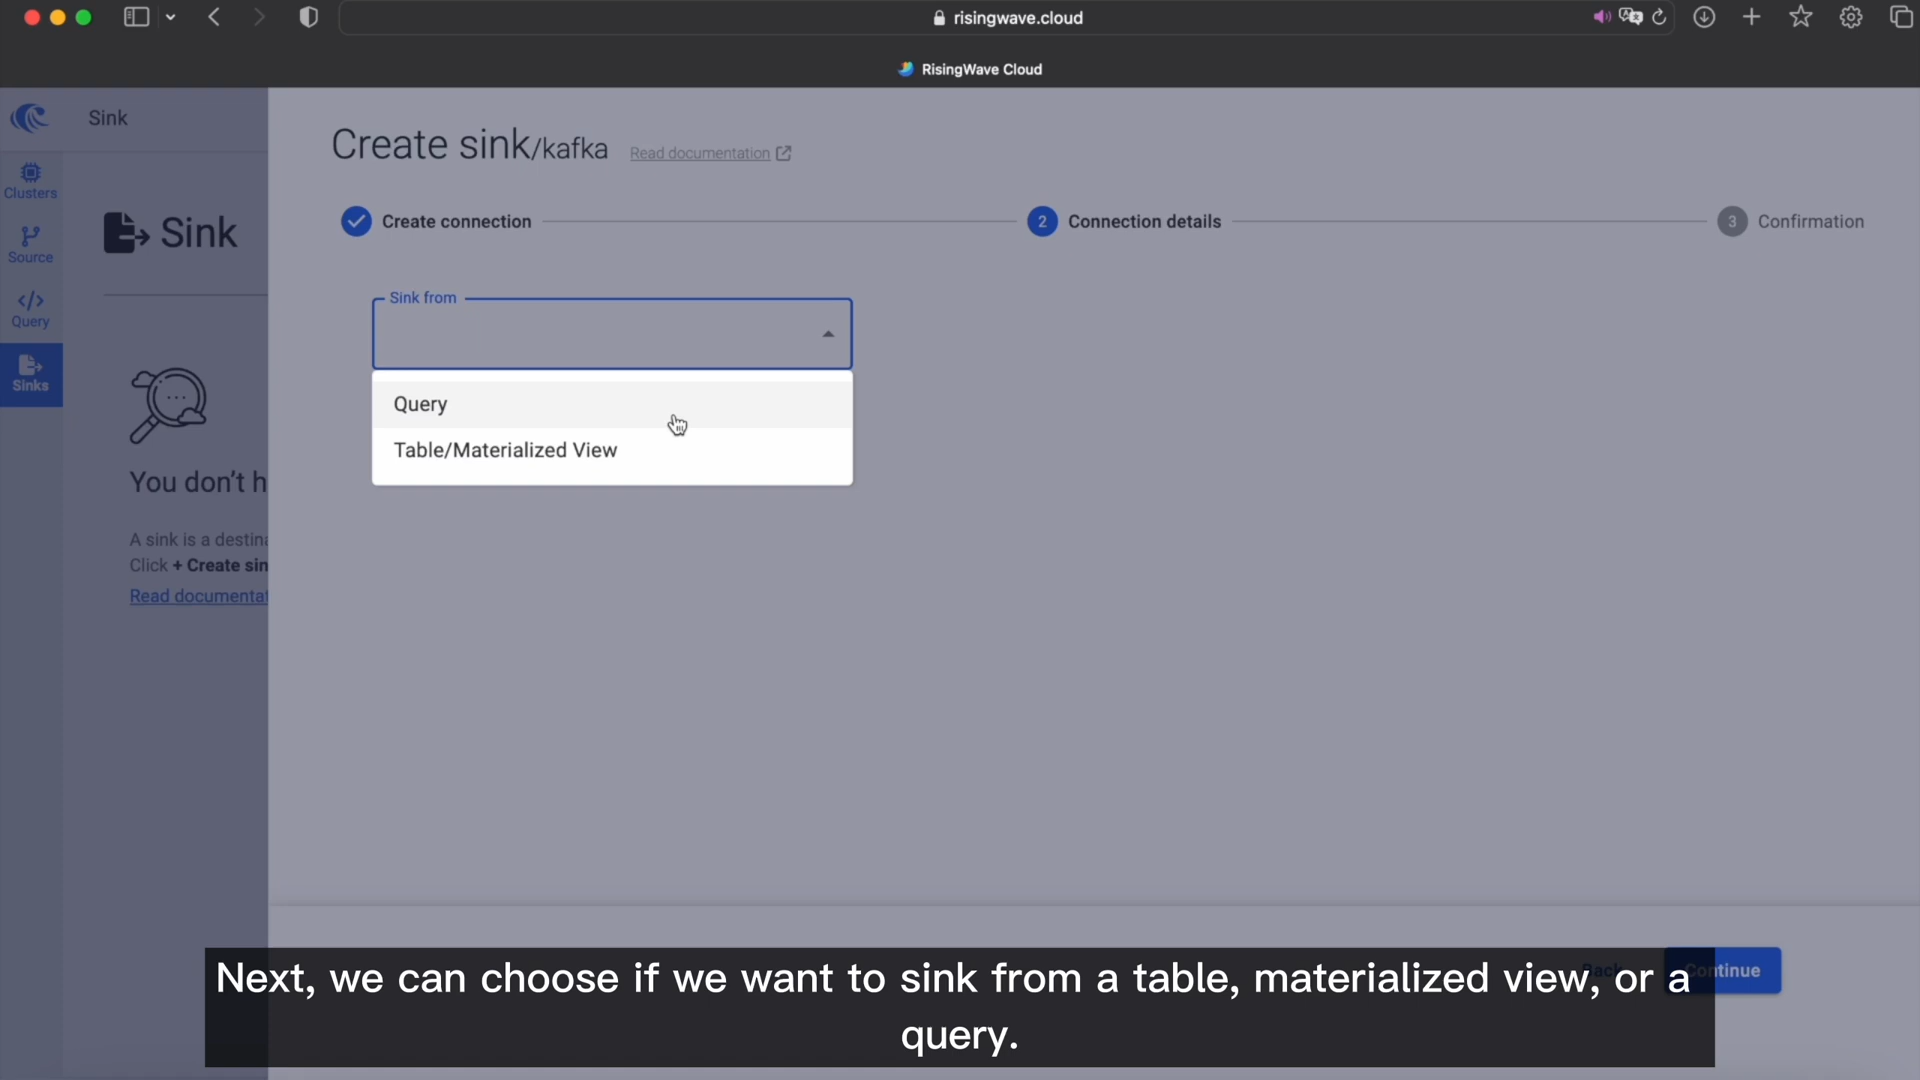 risingwave.cloud
RisingWave Cloud
Sink
Clusters
Source
Query
Sinks
Sink
You don't h
A sink is a destina
Click + Create sin
Read documentat
Create sink/kafka
Read documentation
Create connection
2 Connection details
3 Confirmation
Sink from
Query
Table/Materialized View
Back
Continue
Next, we can choose if we want to sink from a table, materialized view, or a
query.